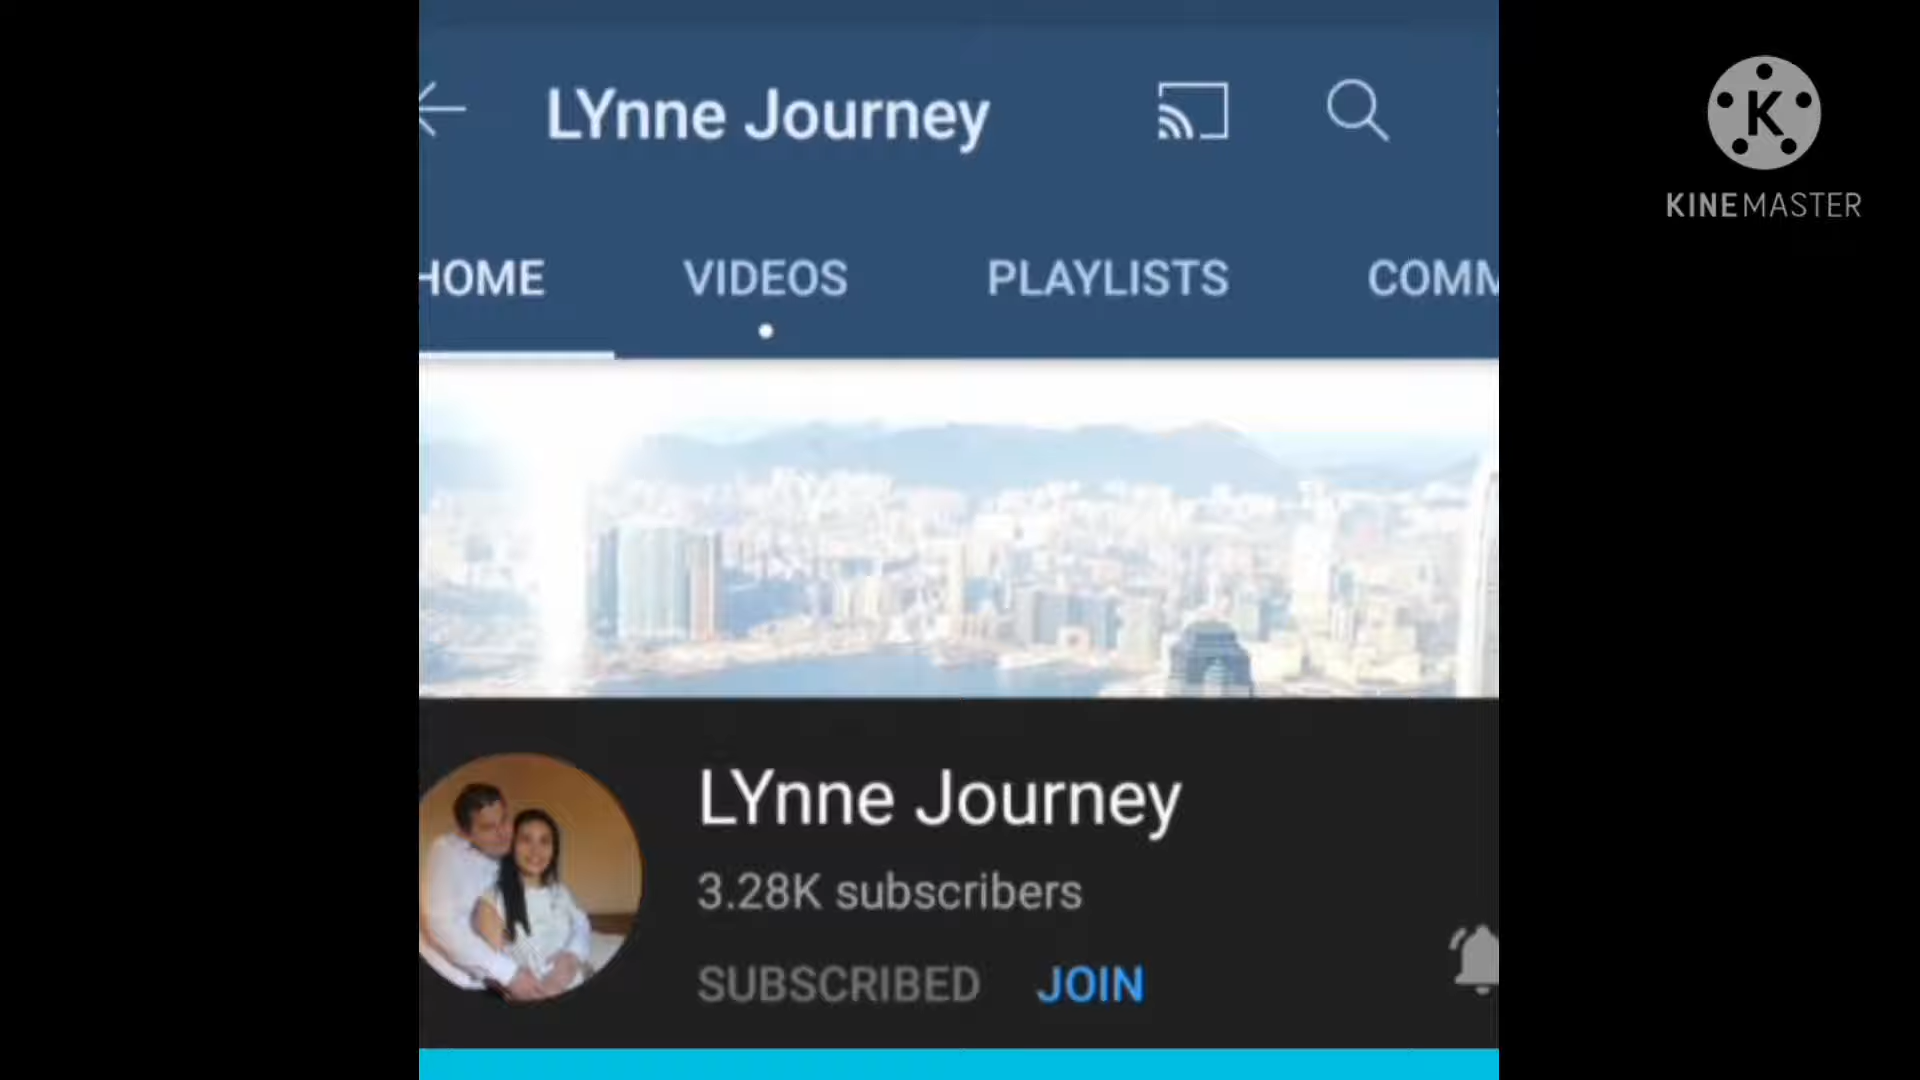 LYnne Journey
HOME VIDEOS PLAYLISTS COMM
LYnne Journey
3.28K subscribers
SUBSCRIBED JOIN
K
KINEMASTER